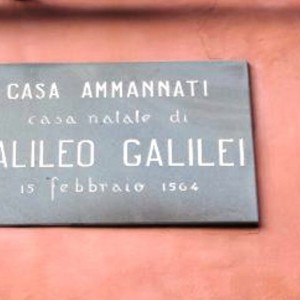 CASA AMMANNATI
casa natale di
ALILEO GALILEI
15 febbraio 1564